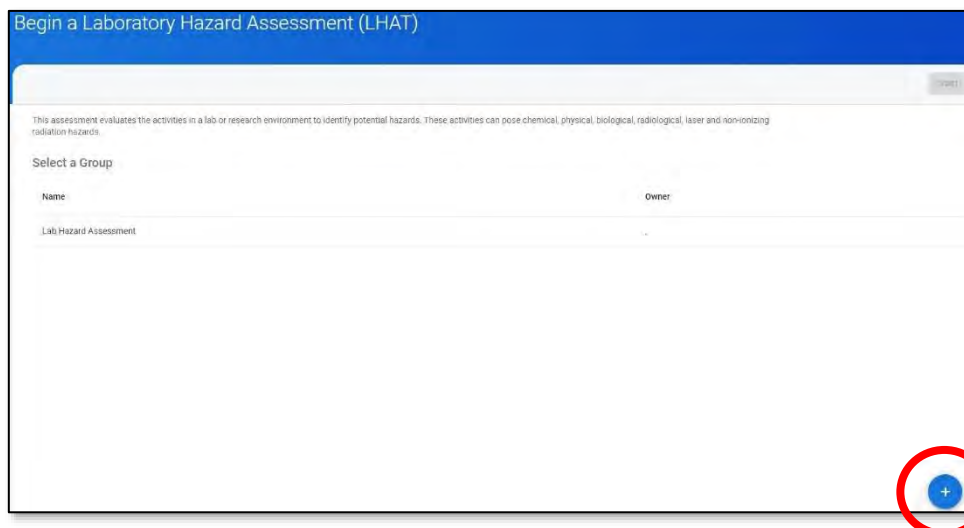 Begin a Laboratory Hazard Assessment (LHAT)
This assessment evaluates the activities in a lab or research environment to identify potential hazards. These activities can pose chemical, physical, biological, radiological, laser and non-ionizing
radiation hazards.
Select a Group
Name Owner
Lab Hazard Assessment .
+